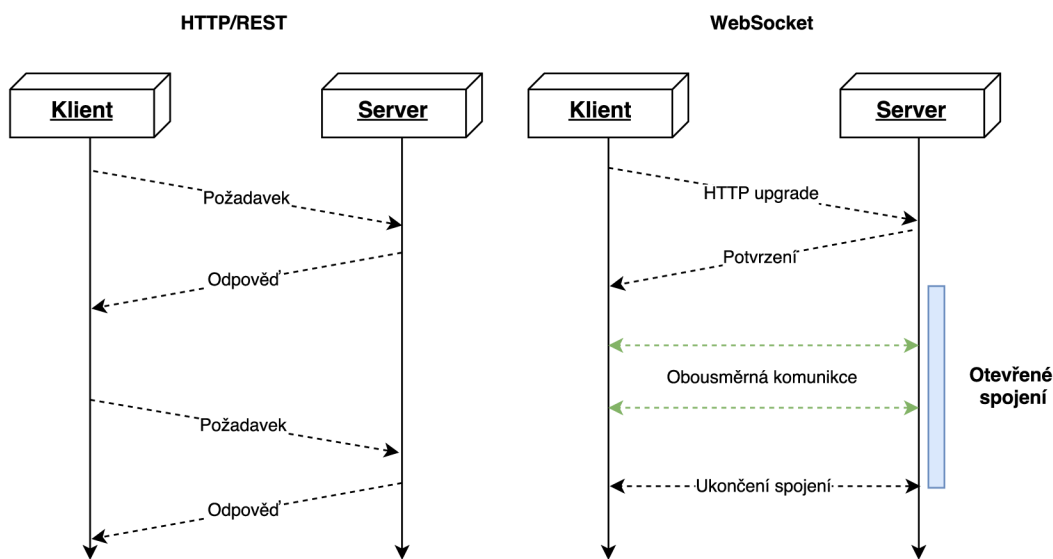 HTTP/REST
Klient
Server
Požadavek
Odpověď
Požadavek
Odpověď
WebSocket
Klient
Server
HTTP upgrade
Potvrzení
Obousměrná komunikce
Otevřené
spojení
Ukončení spojení